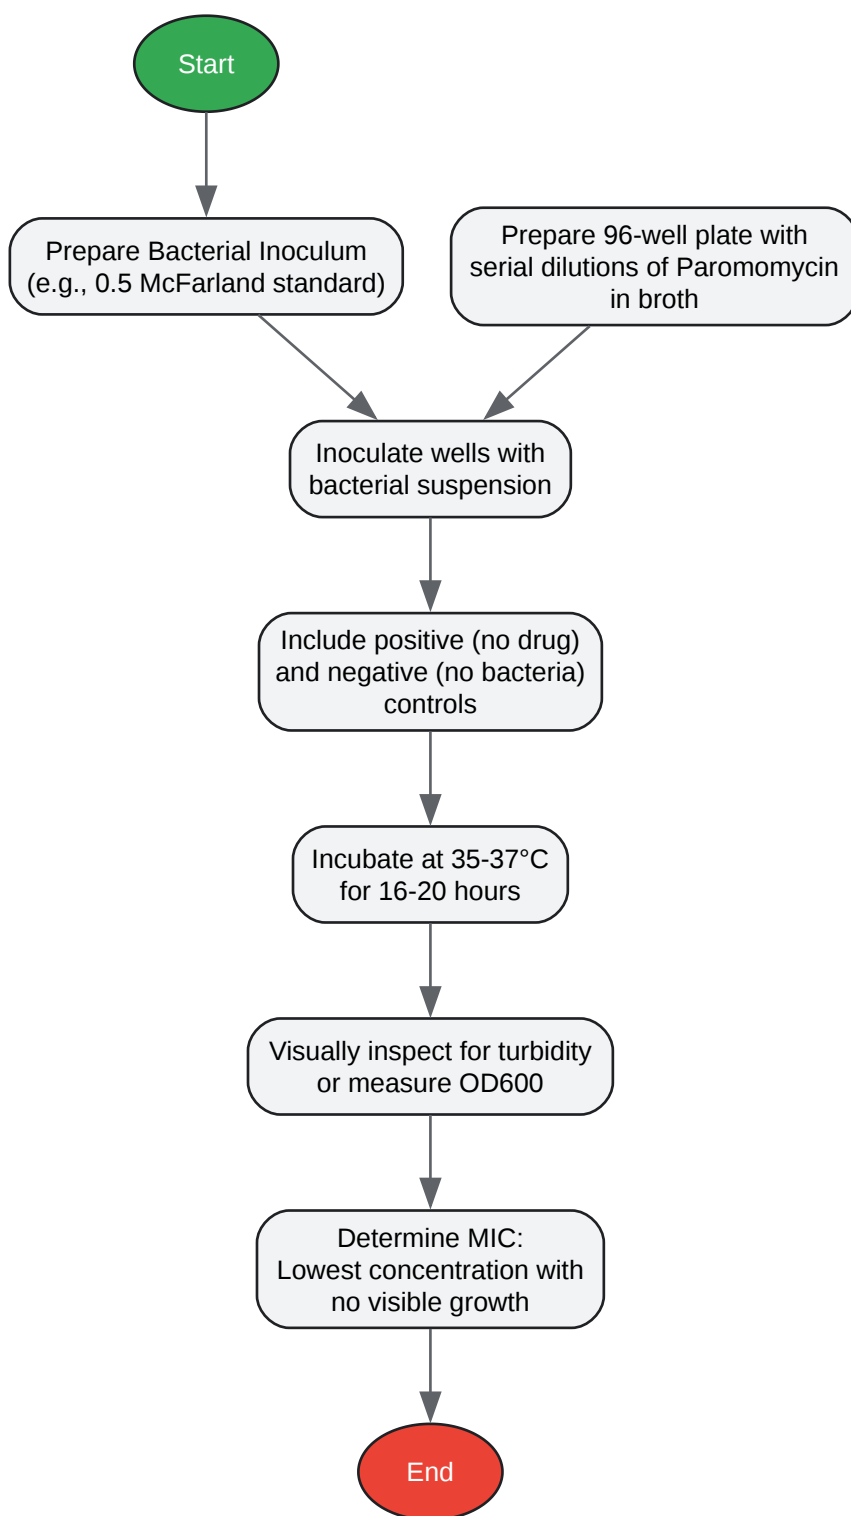 Start
Prepare Bacterial Inoculum
(e.g., 0.5 McFarland standard)
Prepare 96-well plate with
serial dilutions of Paromomycin
in broth
Inoculate wells with
bacterial suspension
Include positive (no drug)
and negative (no bacteria)
controls
Incubate at 35-37°C
for 16-20 hours
Visually inspect for turbidity
or measure OD600
Determine MIC:
Lowest concentration with
no visible growth
End